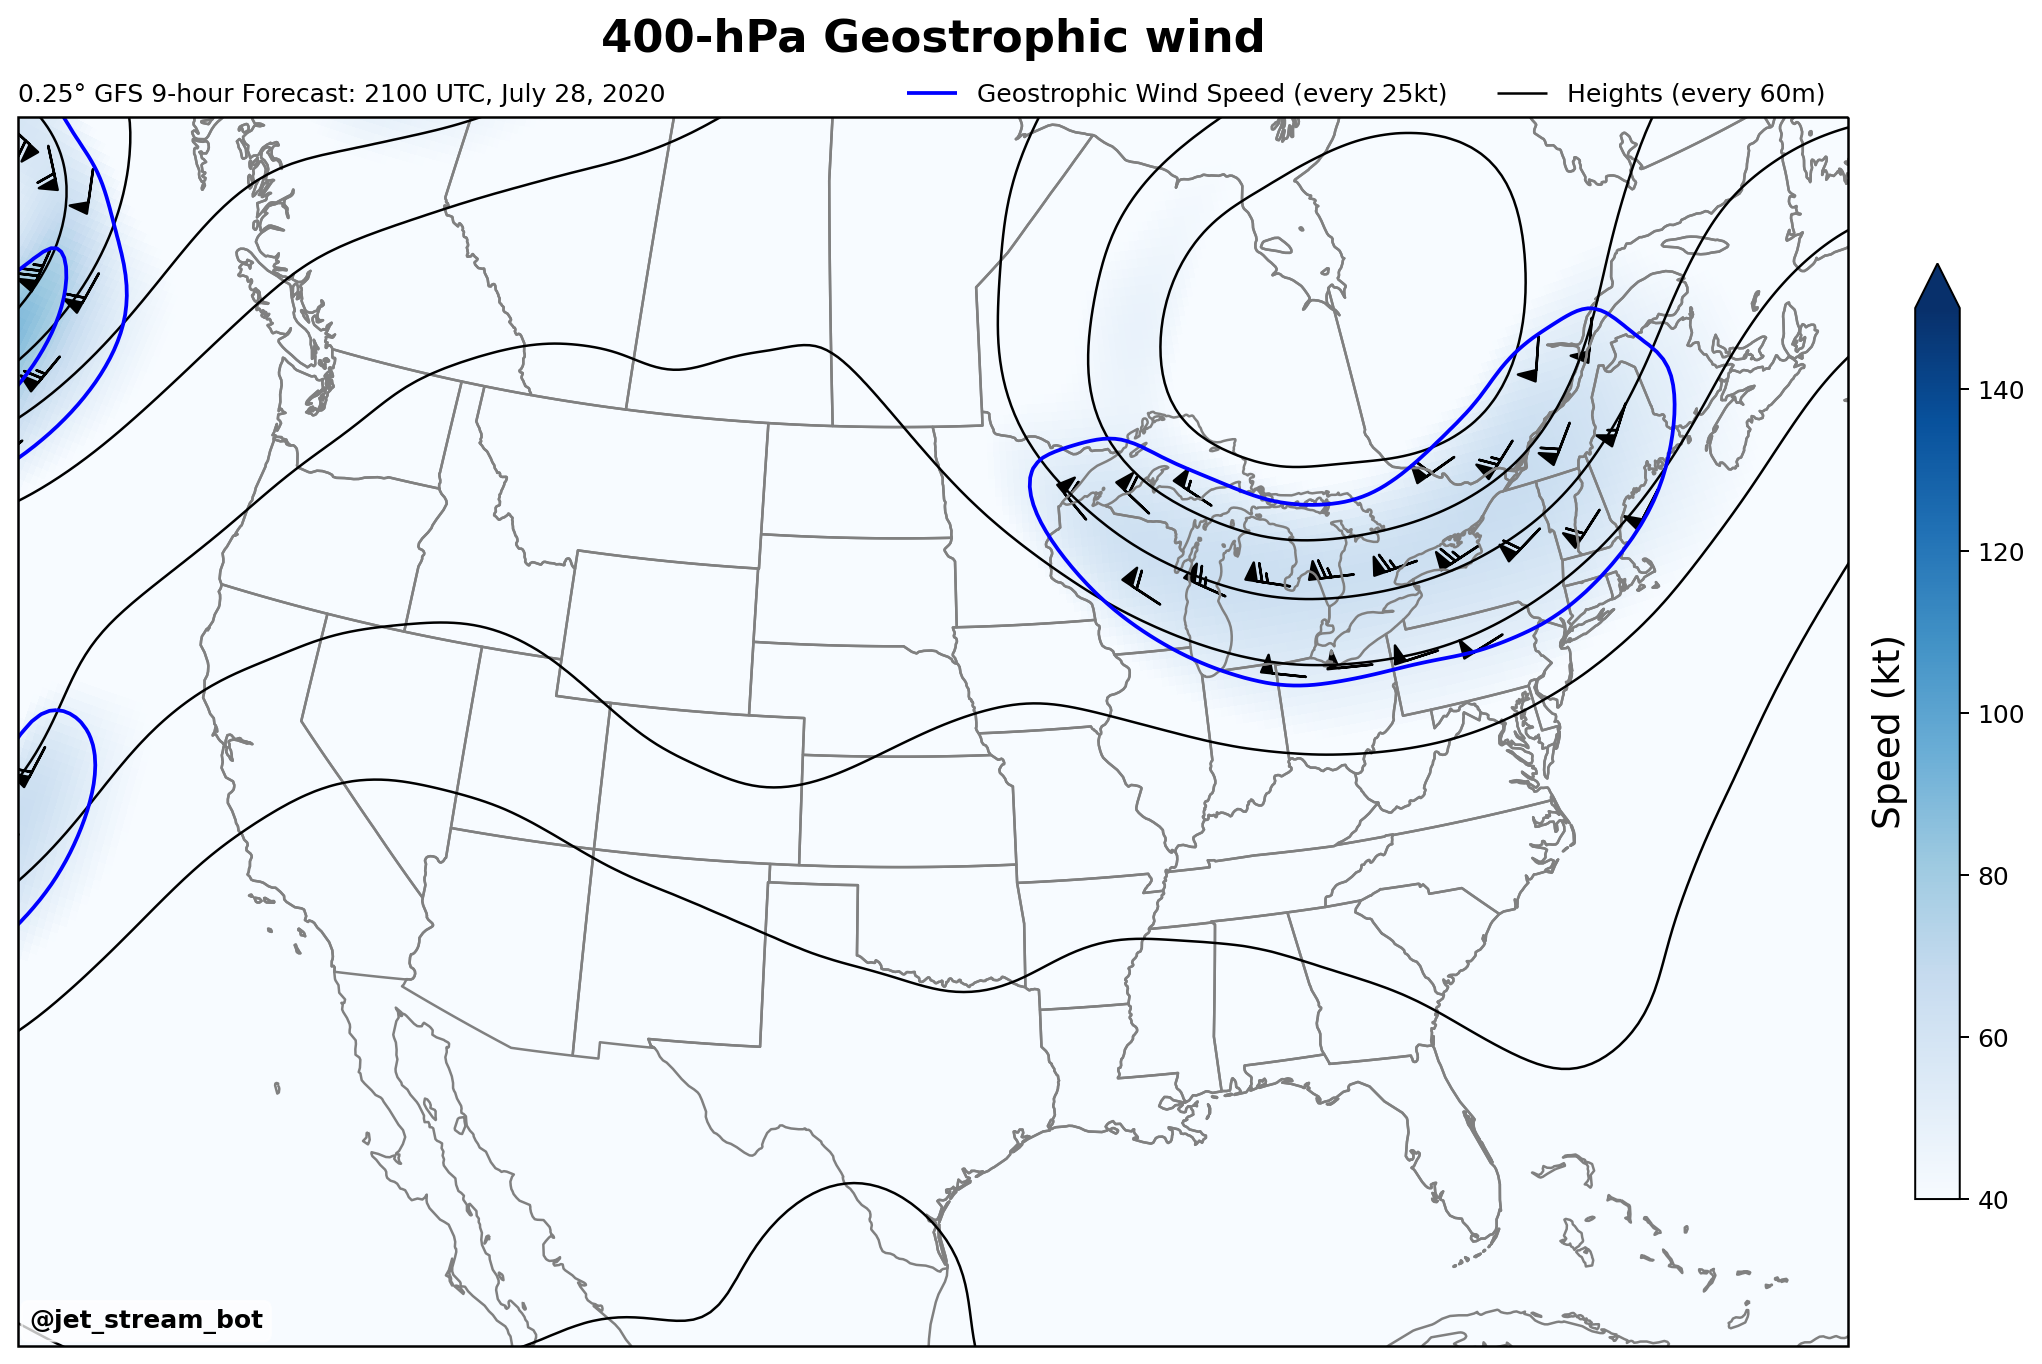 400-hPa Geostrophic wind
0.25° GFS 9-hour Forecast: 2100 UTC, July 28, 2020
Geostrophic Wind Speed (every 25kt)
Heights (every 60m)
140
120
100
80
60
40
Speed (kt)
@jet_stream_bot